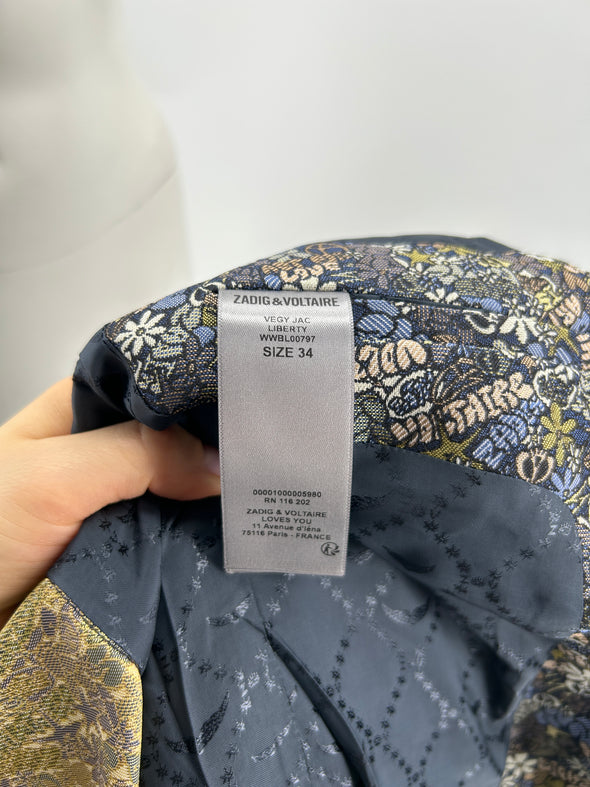 ZADIG & VOLTAIRE
VEGY JAC
LIBERTY
WWBL00797
SIZE 34
00001000005980
RN 116 202
ZADIG & VOLTAIRE
LOVES YOU
11 Avenue d'Iéna
75116 Paris - FRANCE